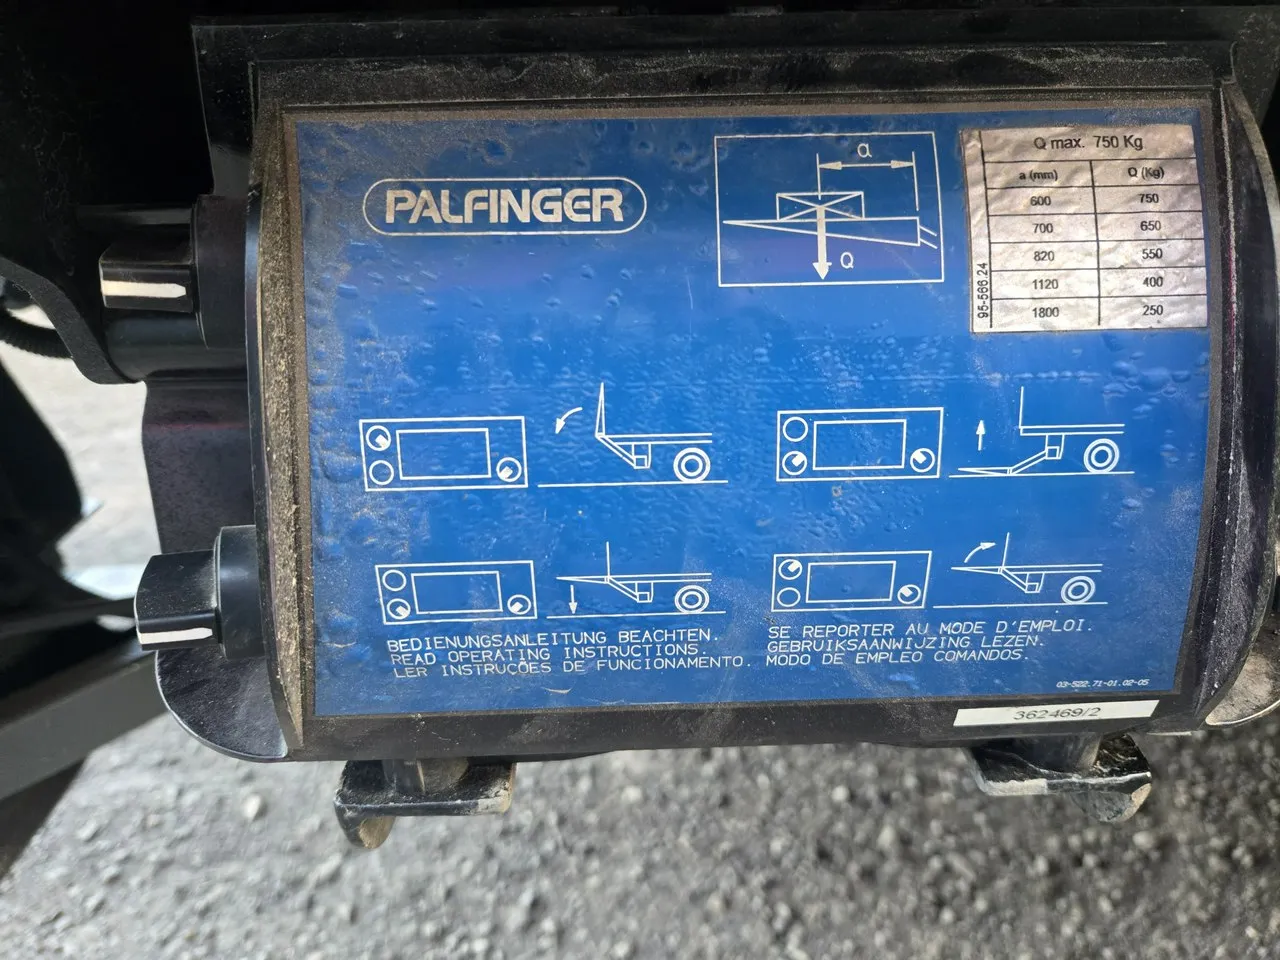 PALFINGER
a
Q
Q max. 750 Kg
a (mm) Q (Kg)
600 750
700 650
820 550
1120 400
1800 250
95-566.24
BEDIENUNGSANLEITUNG BEACHTEN.
READ OPERATING INSTRUCTIONS.
LER INSTRUÇÕES DE FUNCIONAMENTO.
SE REPORTER AU MODE D'EMPLOI.
GEBRUIKSAANWIJZING LEZEN.
MODO DE EMPLEO COMANDOS.
03-522.71-01.02-05
362469/2